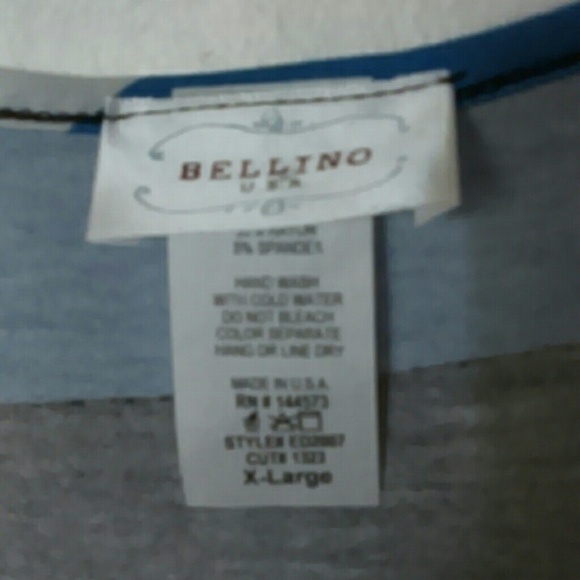 BELLINO
USA
RAYON
5% SPANDEX
HAND WASH
WITH COLD WATER
DO NOT BLEACH
COLOR SEPARATE
HANG OR LINE DRY
MADE IN U.S.A.
RN # 144573
STYLE#
CUT# 1323
X-Large